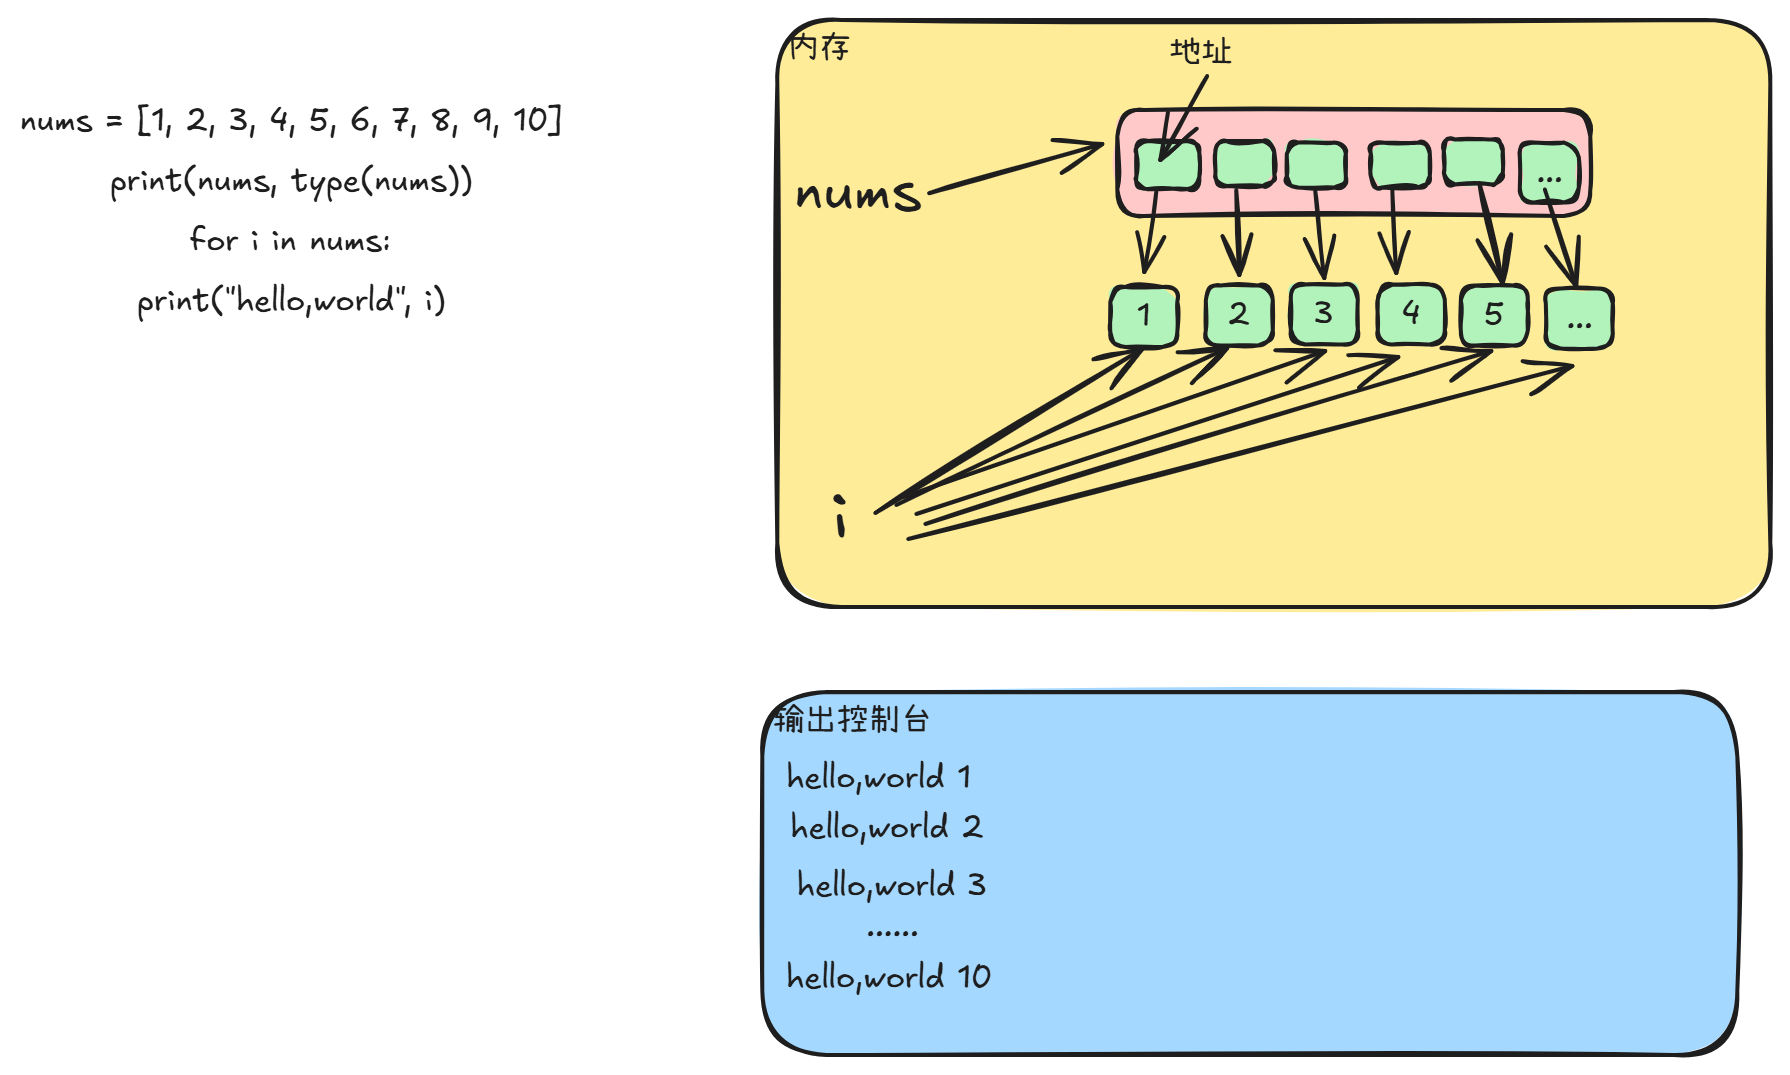 nums = [1, 2, 3, 4, 5, 6, 7, 8, 9, 10]
print(nums, type(nums))
for i in nums:
print("hello,world", i)
内存
地址
nums
...
1 2 3 4 5 ...
i
输出控制台
hello,world 1
hello,world 2
hello,world 3
......
hello,world 10